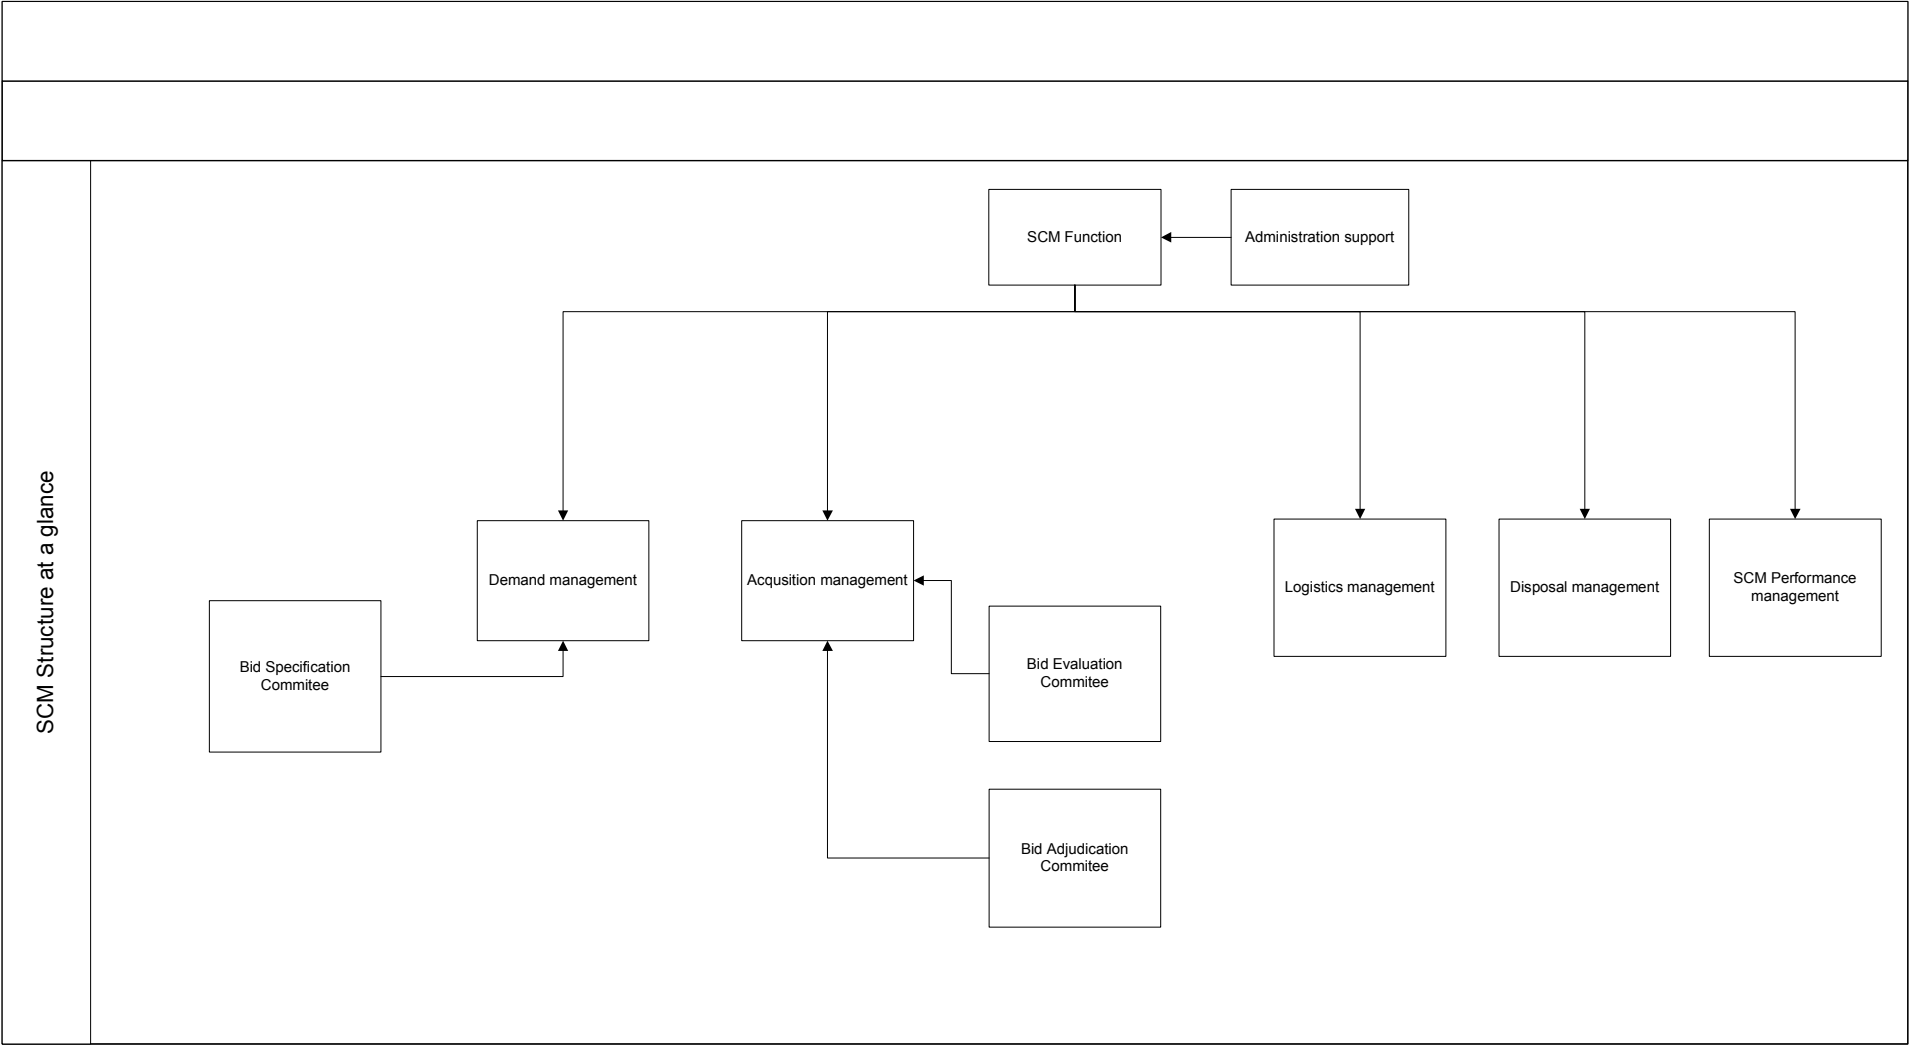 SCM Structure at a glance
SCM Function
Administration support
Demand management
Acqusition management
Logistics management
Disposal management
SCM Performance
management
Bid Specification
Commitee
Bid Evaluation
Commitee
Bid Adjudication
Commitee